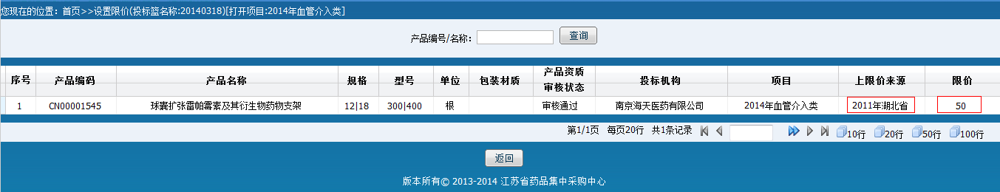 您现在的位置：首页>>设置限价(投标篮名称:20140318)[打开项目:2014年血管介入类]
产品编号/名称： 查询
序号 产品编码 产品名称 规格 型号 单位 包装材质 产品资质审核状态 投标机构 项目 上限价来源 限价
1 CN00001545 球囊扩张雷帕霉素及其衍生物药物支架 12|18 300|400 根 审核通过 南京海天医药有限公司 2014年血管介入类 2011年湖北省 50
第1/1页 每页20行 共1条记录 10行 20行 50行 100行
返回
版本所有© 2013-2014 江苏省药品集中采购中心